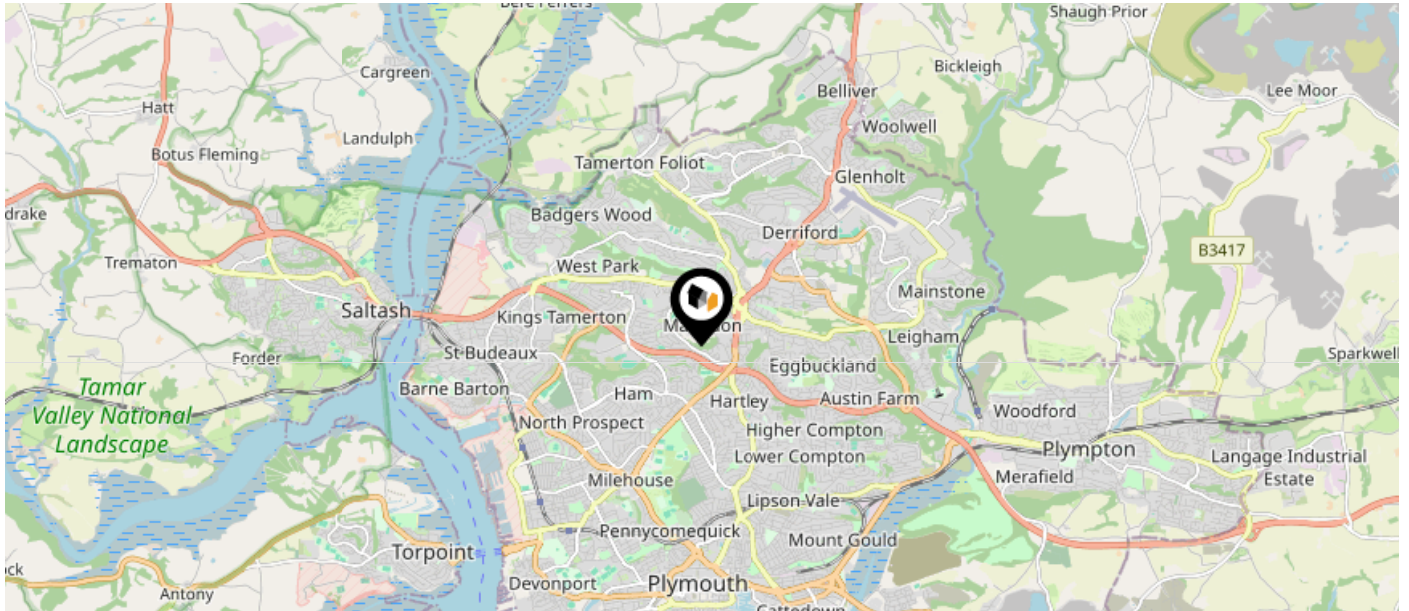 Shaugh Prior
Cargreen
Bickleigh
Belliver
Lee Moor
Hatt
Landulph
Woolwell
Botus Fleming
Tamerton Foliot
Glenholt
drake
Badgers Wood
Derriford
B3417
Trematon
West Park
Mainstone
Saltash
Kings Tamerton
Leigham
Forder
St Budeaux
Sparkwell
Eggbuckland
Tamar
Valley National
Landscape
Barne Barton
Ham
Hartley
Austin Farm
Woodford
North Prospect
Higher Compton
Lower Compton
Plympton
Langage Industrial
Estate
Milehouse
Merafield
Lipson Vale
Pennycomequick
Mount Gould
Torpoint
ock
Antony
Devonport
Plymouth